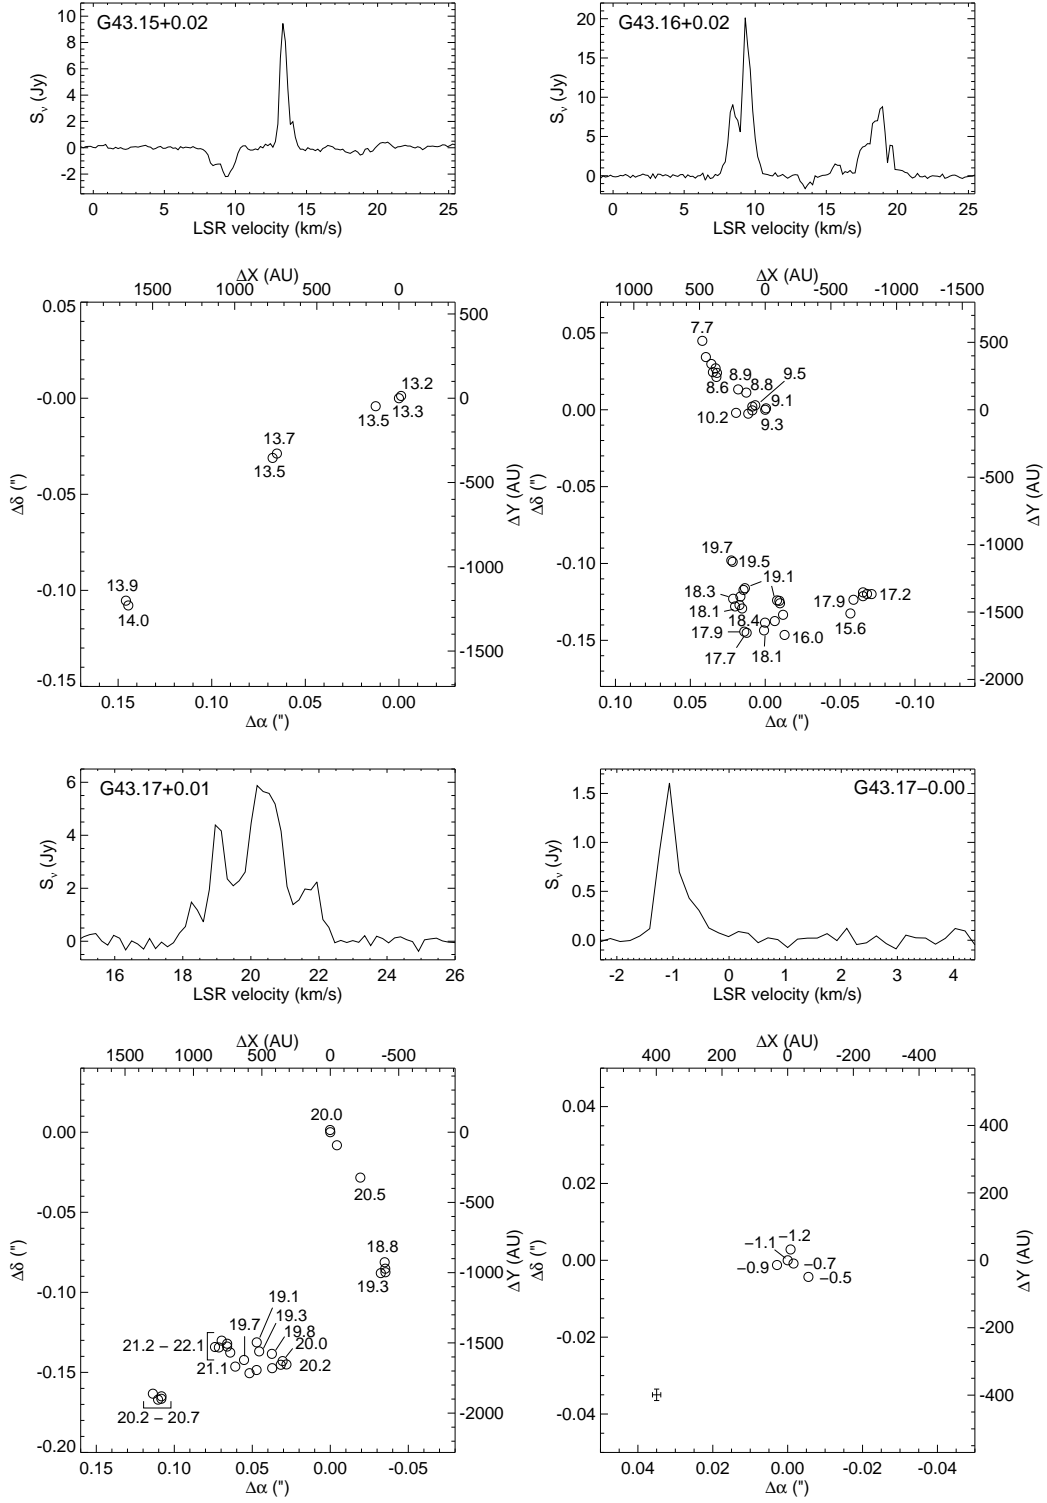 G43.15+0.02
S_ν (Jy)
10
8
6
4
2
0
-2
0 5 10 15 20 25
LSR velocity (km/s)
G43.16+0.02
S_ν (Jy)
20
15
10
5
0
0 5 10 15 20 25
LSR velocity (km/s)
ΔX (AU)
1500 1000 500 0
0.05
-0.00
-0.05
-0.10
-0.15
Δδ (")
500
0
-500
-1000
-1500
ΔY (AU)
13.2
13.3
13.5
13.7
13.5
13.9
14.0
0.15 0.10 0.05 0.00
Δα (")
ΔX (AU)
1000 500 0 -500 -1000 -1500
0.05
0.00
-0.05
-0.10
-0.15
Δδ (")
500
0
-500
-1000
-1500
-2000
ΔY (AU)
7.7
8.9
8.8
9.5
8.6
9.1
10.2
9.3
19.7
19.5
19.1
18.3
18.1
18.4
17.9
17.2
17.9
15.6
16.0
17.7
18.1
0.10 0.05 0.00 -0.05 -0.10
Δα (")
G43.17+0.01
S_ν (Jy)
6
4
2
0
16 18 20 22 24 26
LSR velocity (km/s)
G43.17−0.00
S_ν (Jy)
1.5
1.0
0.5
0.0
-2 -1 0 1 2 3 4
LSR velocity (km/s)
ΔX (AU)
1500 1000 500 0 -500
0.00
-0.05
-0.10
-0.15
-0.20
Δδ (")
0
-500
-1000
-1500
-2000
ΔY (AU)
20.0
20.5
18.8
19.3
19.1
19.3
19.7
19.8
21.2 − 22.1
20.0
21.1
20.2
20.2 − 20.7
0.15 0.10 0.05 0.00 -0.05
Δα (")
ΔX (AU)
400 200 0 -200 -400
0.04
0.02
0.00
-0.02
-0.04
Δδ (")
400
200
0
-200
-400
ΔY (AU)
−1.2
−1.1
−0.9
−0.7
−0.5
0.04 0.02 0.00 -0.02 -0.04
Δα (")